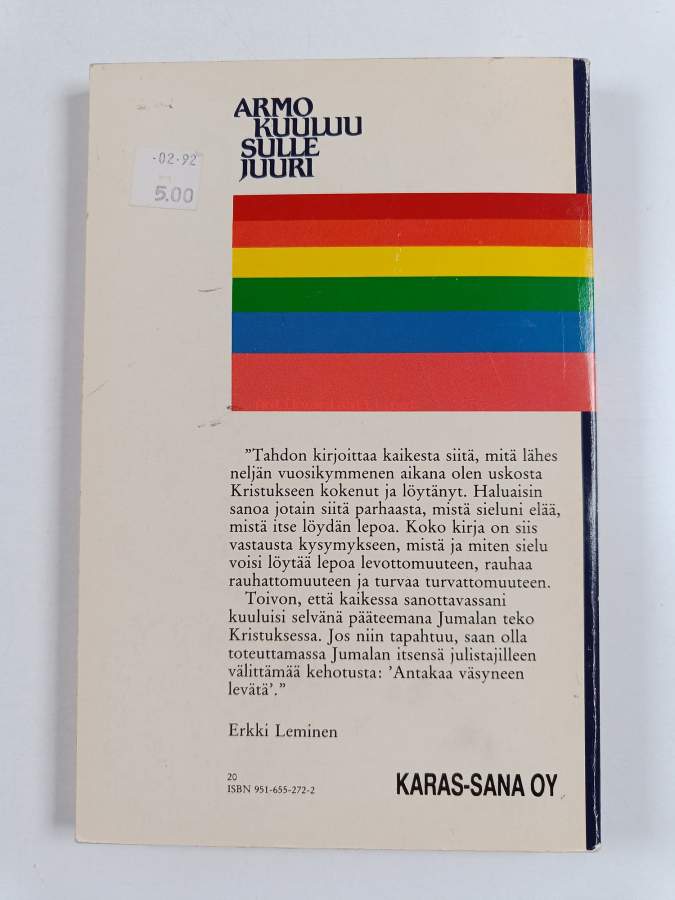 ARMO
KUULUU
SULLE
JUURI
-02-92
5.00
"Tahdon kirjoittaa kaikesta siitä, mitä lähes
neljän vuosikymmenen aikana olen uskosta
Kristukseen kokenut ja löytänyt. Haluaisin
sanoa jotain siitä parhaasta, mistä sieluni elää,
mistä itse löydän lepoa. Koko kirja on siis
vastausta kysymykseen, mistä ja miten sielu
voisi löytää lepoa levottomuuteen, rauhaa
rauhattomuuteen ja turvaa turvattomuuteen.
Toivon, että kaikessa sanottavassani
kuuluisi selvänä pääteemana Jumalan teko
Kristuksessa. Jos niin tapahtuu, saan olla
toteuttamassa Jumalan itsensä julistajilleen
välittämää kehotusta: 'Antakaa väsyneen
levätä'."
Erkki Leminen
20
ISBN 951-655-272-2
KARAS-SANA OY